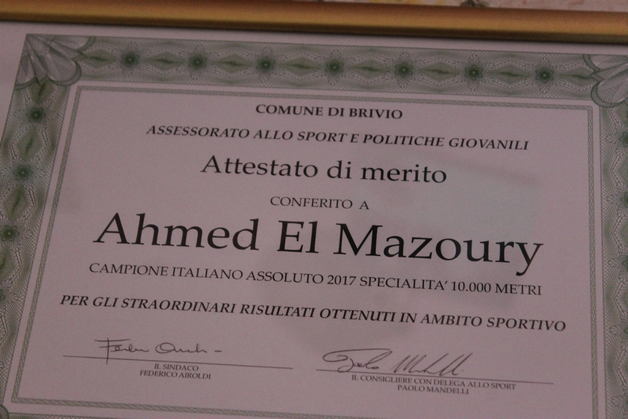 COMUNE DI BRIVIO
ASSESSORATO ALLO SPORT E POLITICHE GIOVANILI
Attestato di merito
CONFERITO A
Ahmed El Mazoury
CAMPIONE ITALIANO ASSOLUTO 2017 SPECIALITA' 10.000 METRI
PER GLI STRAORDINARI RISULTATI OTTENUTI IN AMBITO SPORTIVO
IL SINDACO
FEDERICO AIROLDI
IL CONSIGLIERE CON DELEGA ALLO SPORT
PAOLO MANDELLI